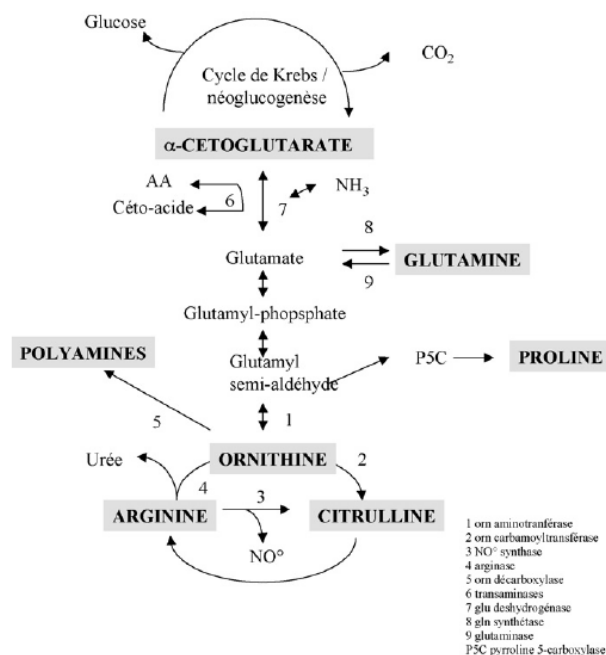 Glucose
CO2
Cycle de Krebs /
néoglucogenèse
α-CETOGLUTARATE
AA
NH3
Céto-acide
6
7
8
Glutamate
GLUTAMINE
9
Glutamyl-phopsphate
POLYAMINES
Glutamyl
semi-aldéhyde
P5C
PROLINE
5
1
Urée
ORNITHINE
2
4
3
ARGININE
CITRULLINE
NO°
1 orn aminotranférase
2 orn carbamoyltransférase
3 NO° synthase
4 arginase
5 orn décarboxylase
6 transaminases
7 glu deshydrogénase
8 gln synthétase
9 glutaminase
P5C pyrroline 5-carboxylase